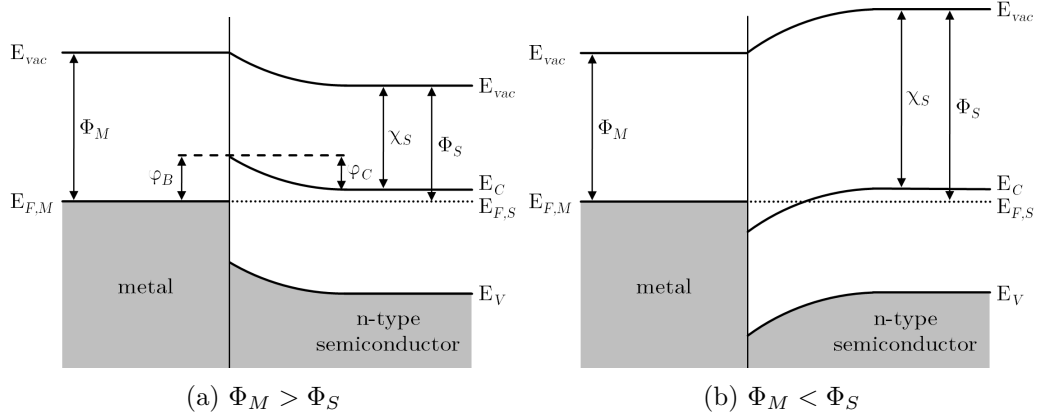 E_vac
E_vac
Φ_M
χ_S
Φ_S
φ_B
φ_C
E_C
E_F,M
E_F,S
metal
E_V
n-type
semiconductor
(a) Φ_M > Φ_S
E_vac
E_vac
Φ_M
χ_S
Φ_S
E_C
E_F,M
E_F,S
metal
E_V
n-type
semiconductor
(b) Φ_M < Φ_S